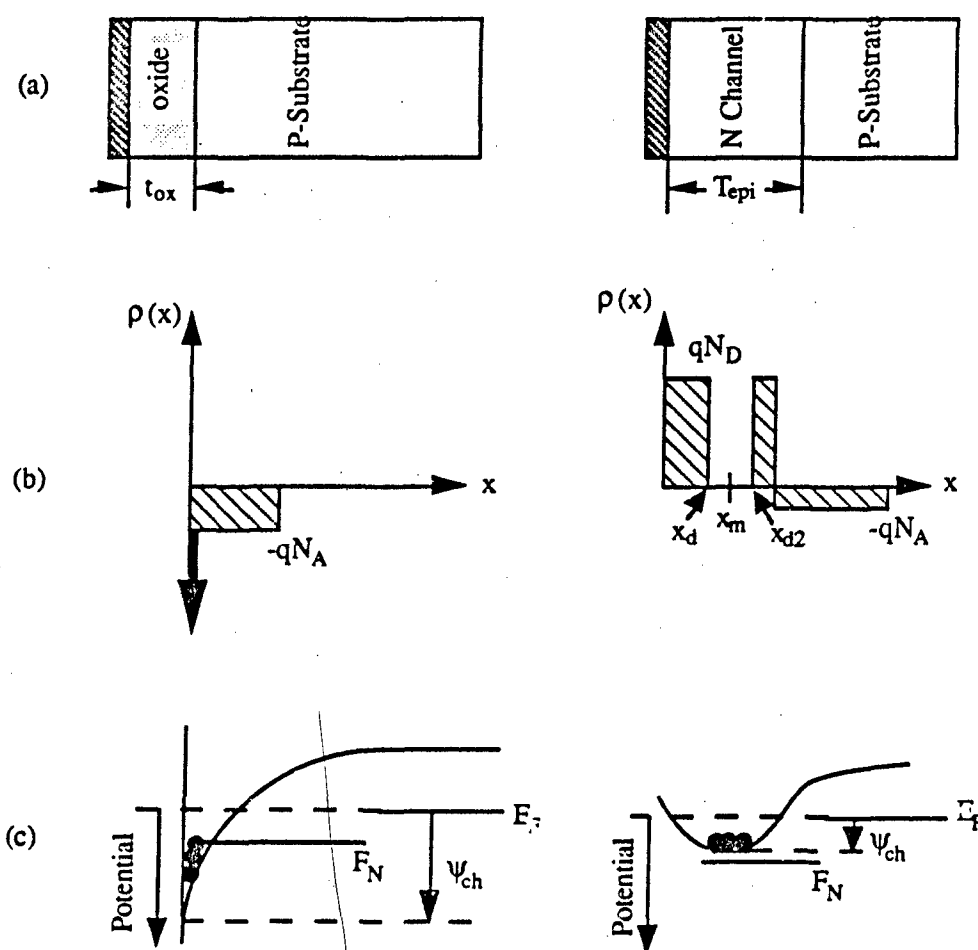 (a)
oxide
P-Substrate
t_ox
N Channel
P-Substrate
T_epi
(b)
ρ(x)
x
-qN_A
ρ(x)
qN_D
x
x_d
x_m
x_d2
-qN_A
(c)
Potential
F_N
ψ_ch
Potential
ψ_ch
F_N